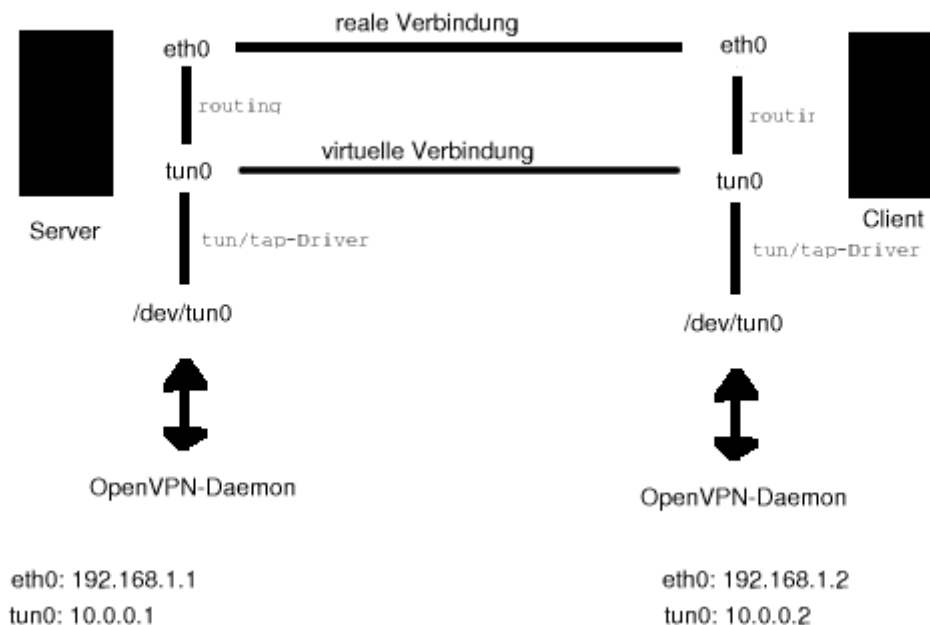 reale Verbindung
eth0
eth0
routing
routir
virtuelle Verbindung
tun0
tun0
Server
Client
tun/tap-Driver
tun/tap-Driver
/dev/tun0
/dev/tun0
OpenVPN-Daemon
OpenVPN-Daemon
eth0: 192.168.1.1
eth0: 192.168.1.2
tun0: 10.0.0.1
tun0: 10.0.0.2